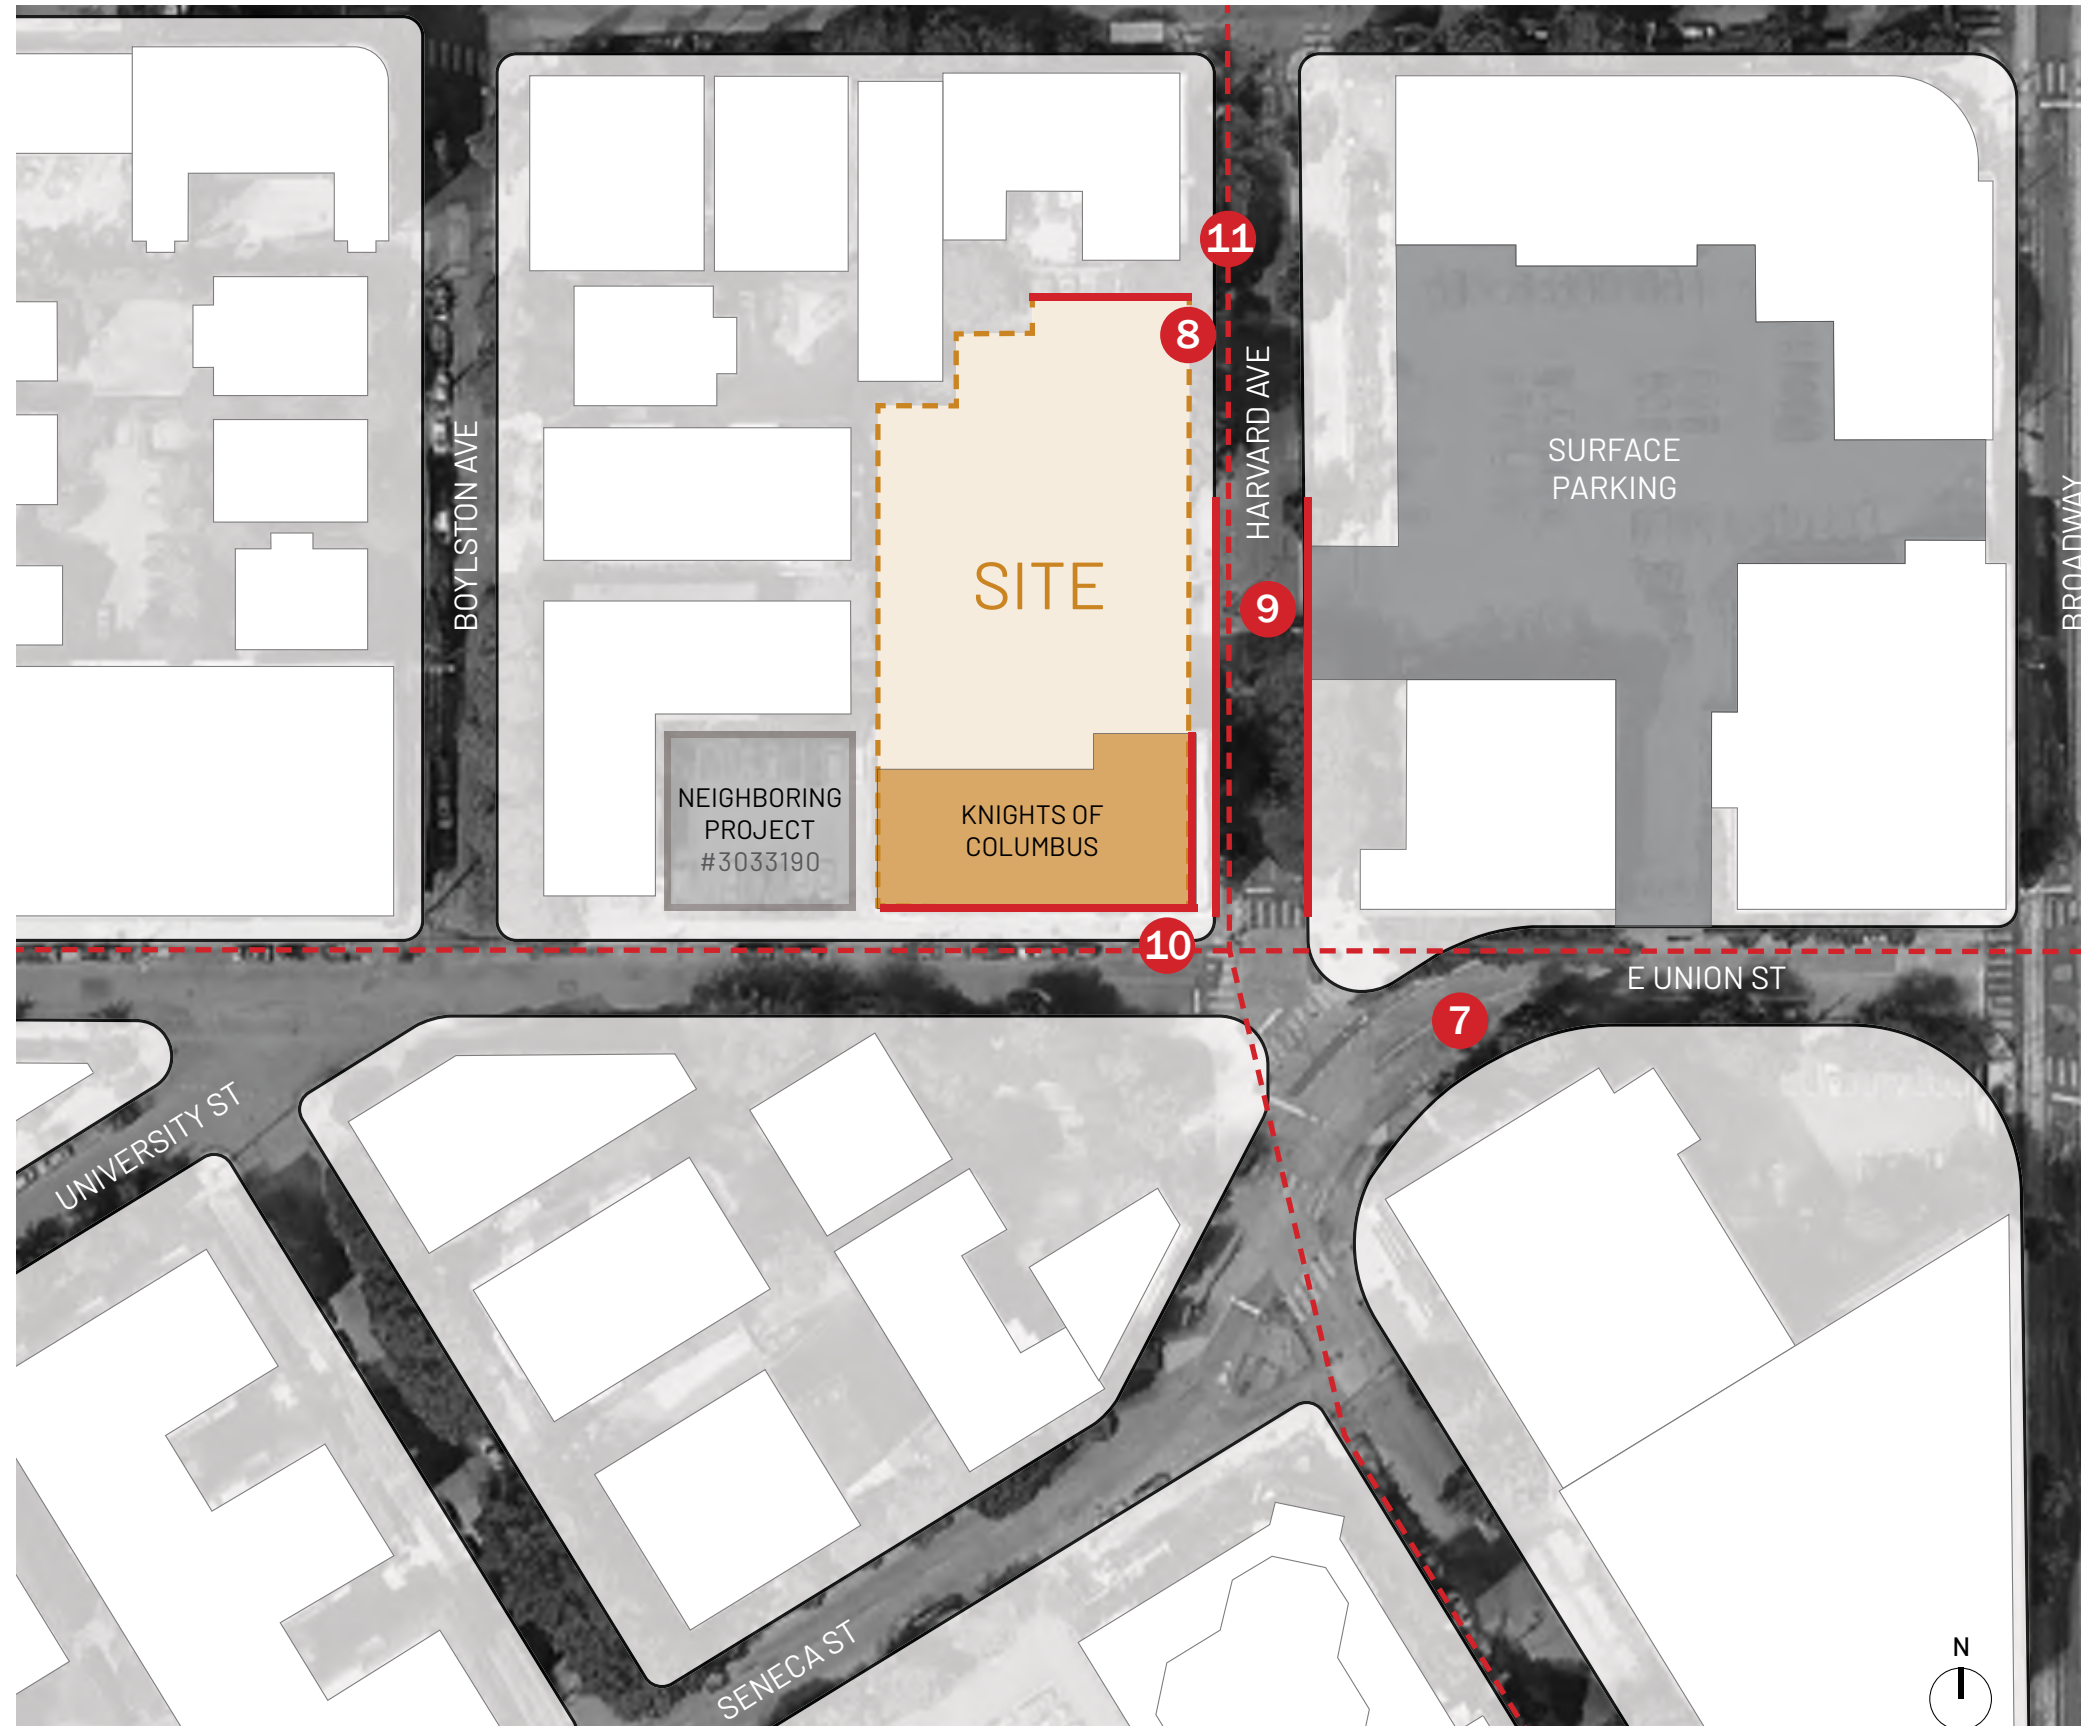 11
8
HARVARD AVE
BOYLSTON AVE
SURFACE
PARKING
BROADWAY
SITE
9
NEIGHBORING
PROJECT
#3033190
KNIGHTS OF
COLUMBUS
10
E UNION ST
7
UNIVERSITY ST
SENECA ST
N